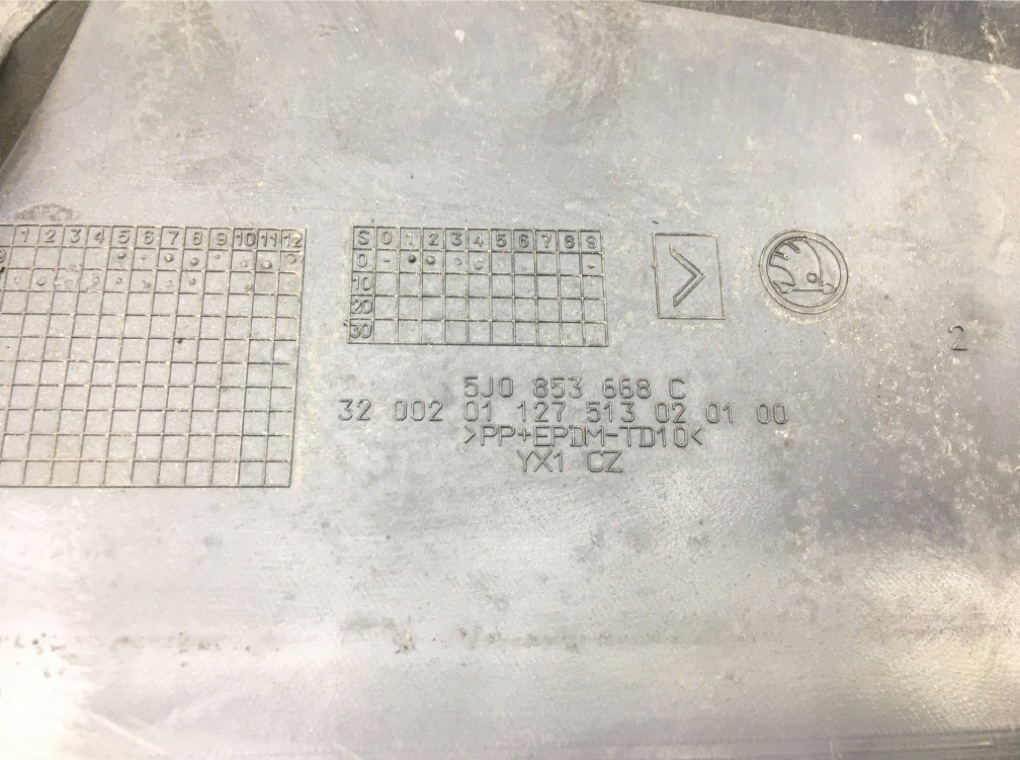 1 2 3 4 5 6 7 8 9 10 11 12
S 0 1 2 3 4 5 6 7 8 9
0
10
20
30
2
5J0 853 668 C
32 002 01 127 513 02 01 00
>PP+EPDM-TD10<
YX1 CZ